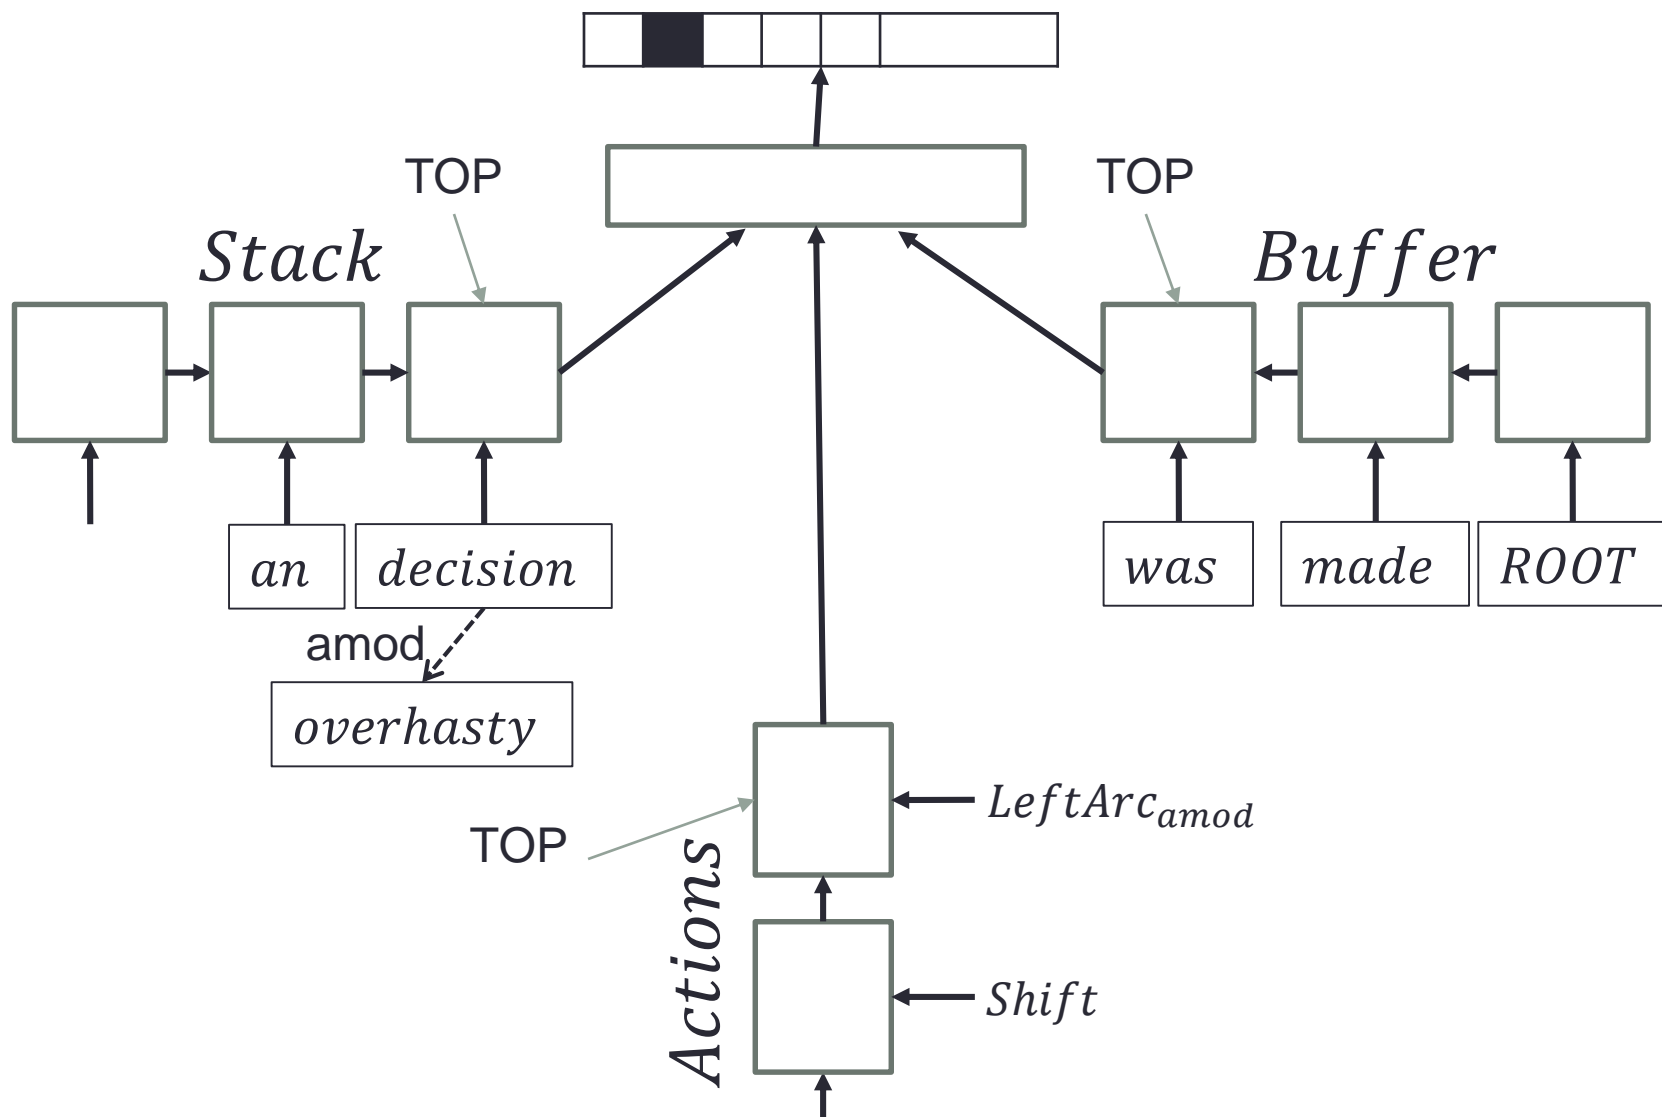 TOP
TOP
Stack
Buffer
an
decision
was
made
ROOT
amod
overhasty
LeftArc_amod
TOP
Actions
Shift